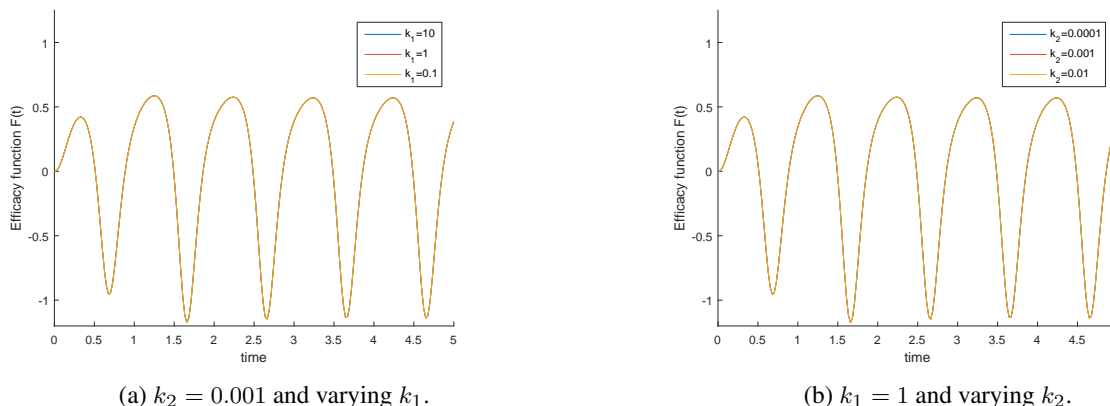 1
0.5
0
-0.5
-1
Efficacy function F(t)
k₁=10
k₁=1
k₁=0.1
0 0.5 1 1.5 2 2.5 3 3.5 4 4.5 5
time
(a) k₂ = 0.001 and varying k₁.
1
0.5
0
-0.5
-1
Efficacy function F(t)
k₂=0.0001
k₂=0.001
k₂=0.01
0 0.5 1 1.5 2 2.5 3 3.5 4 4.5
time
(b) k₁ = 1 and varying k₂.